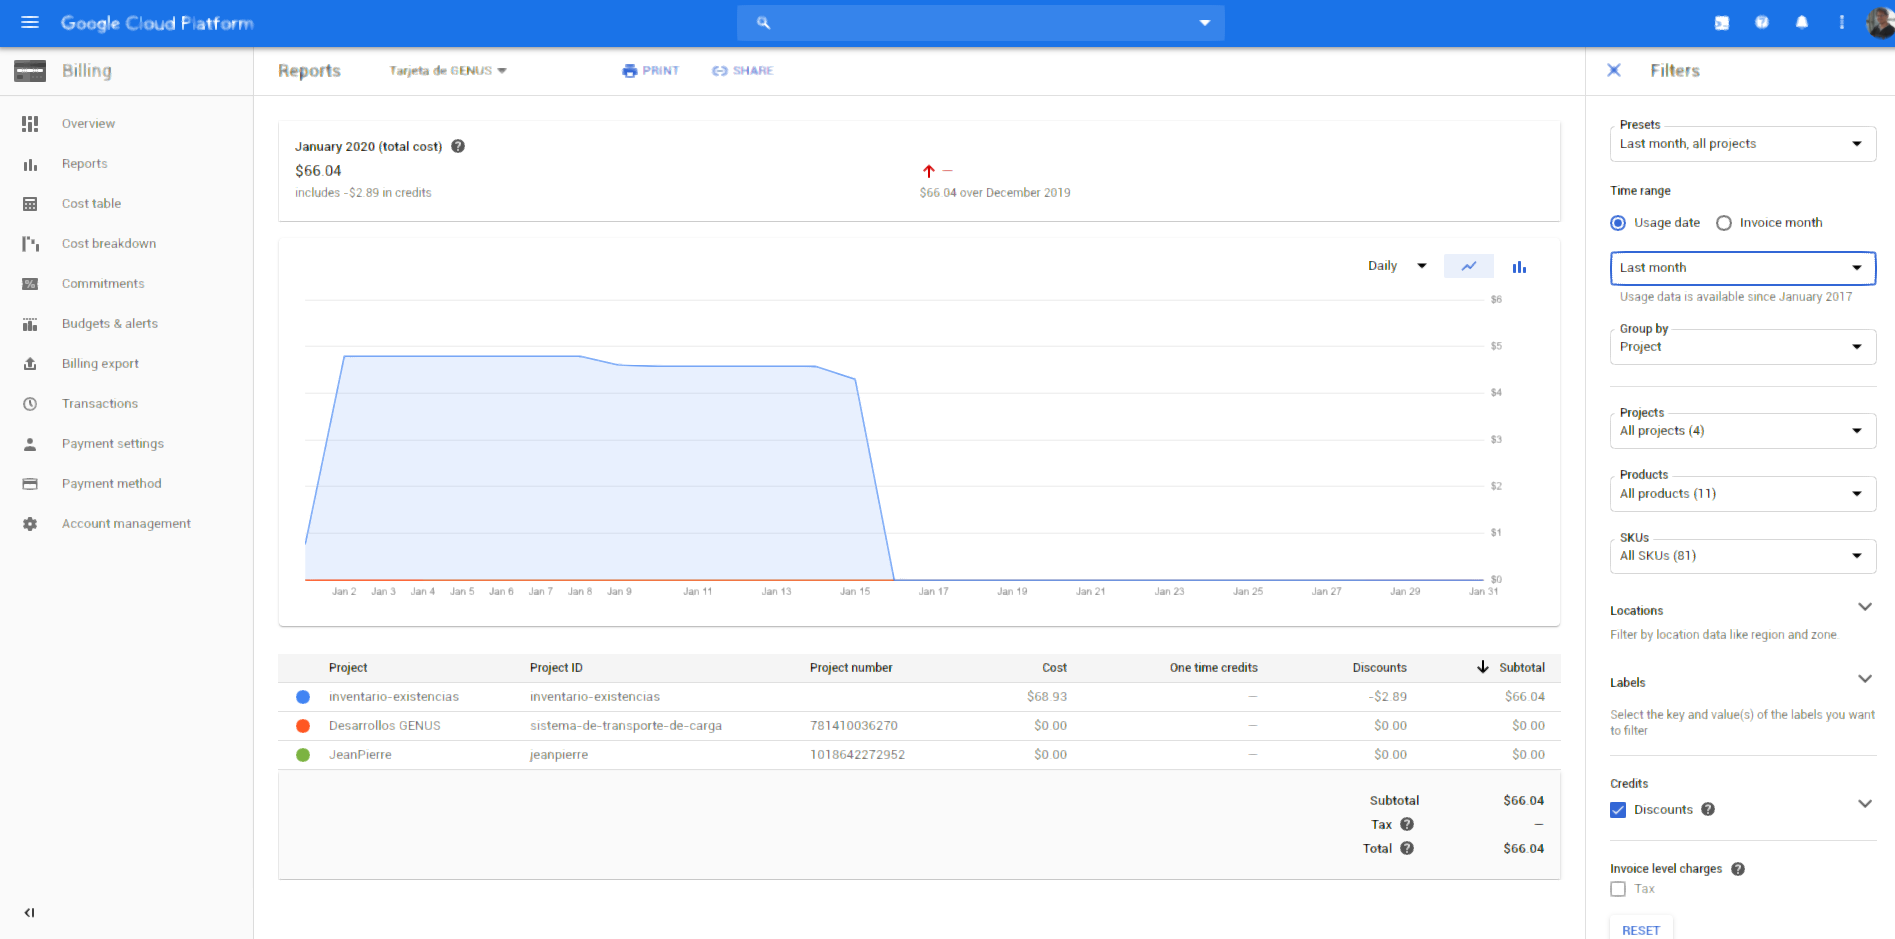 Google Cloud Platform
Billing
Overview
Reports
Cost table
Cost breakdown
Commitments
Budgets & alerts
Billing export
Transactions
Payment settings
Payment method
Account management
Reports Tarjeta de GENUS PRINT SHARE
January 2020 (total cost)
$66.04
includes -$2.89 in credits
—
$66.04 over December 2019
Daily
$6
$5
$4
$3
$2
$1
$0
Jan 2 Jan 3 Jan 4 Jan 5 Jan 6 Jan 7 Jan 8 Jan 9 Jan 11 Jan 13 Jan 15 Jan 17 Jan 19 Jan 21 Jan 23 Jan 25 Jan 27 Jan 29 Jan 31
Project Project ID Project number Cost One time credits Discounts Subtotal
inventario-existencias inventario-existencias $68.93 — -$2.89 $66.04
Desarrollos GENUS sistema-de-transporte-de-carga 781410036270 $0.00 — $0.00 $0.00
JeanPierre jeanpierre 1018642272952 $0.00 — $0.00 $0.00
Subtotal $66.04
Tax —
Total $66.04
Filters
Presets
Last month, all projects
Time range
Usage date Invoice month
Last month
Usage data is available since January 2017
Group by
Project
Projects
All projects (4)
Products
All products (11)
SKUs
All SKUs (81)
Locations
Filter by location data like region and zone
Labels
Select the key and value(s) of the labels you want
to filter
Credits
Discounts
Invoice level charges
Tax
RESET